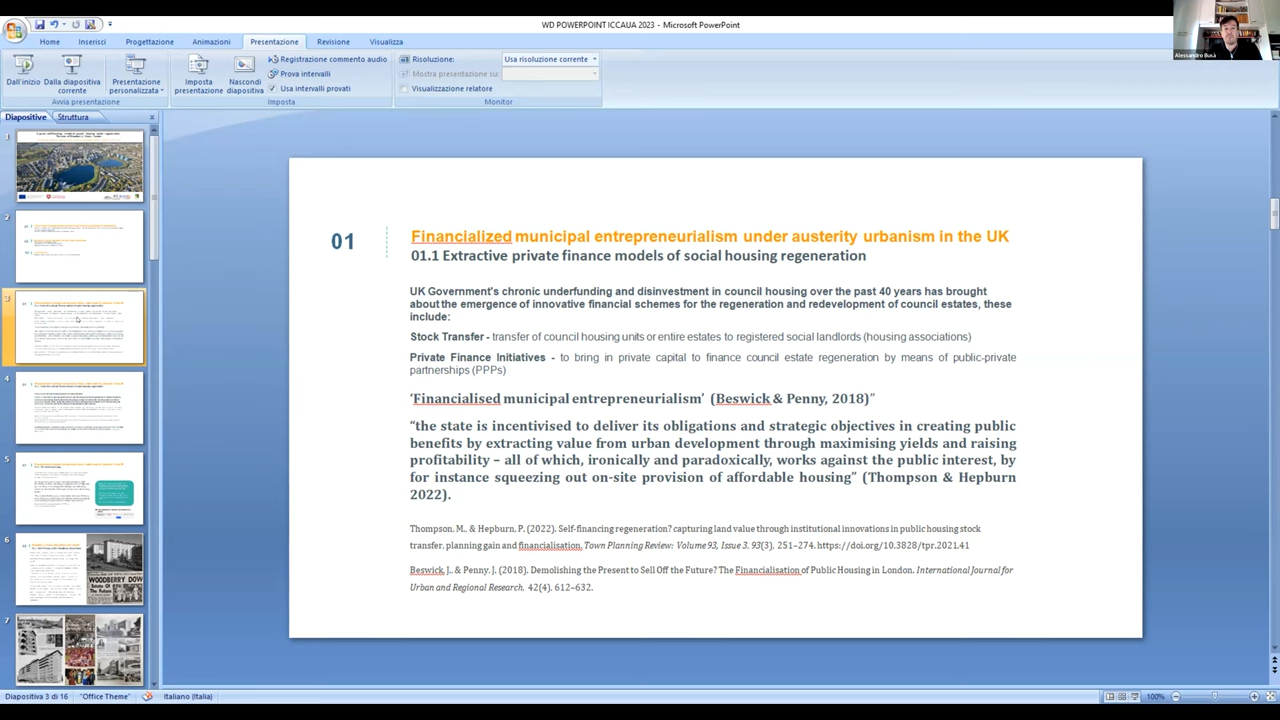 WD POWERPOINT ICCAUA 2023 - Microsoft PowerPoint
Alessandro Busà
Home Inserisci Progettazione Animazioni Presentazione Revisione Visualizza
Dall'inizio
Dalla diapositiva corrente
Presentazione personalizzata
Avvia presentazione
Imposta presentazione
Nascondi diapositiva
Registrazione commento audio
Prova intervalli
Usa intervalli provati
Imposta
Risoluzione: Usa risoluzione corrente
Mostra presentazione su:
Visualizzazione relatore
Monitor
Diapositive Struttura
1
2
3
4
5
6
WOODBERRY DOW
7
01
Financialized municipal entrepreneurialism under austerity urbanism in the UK
01.1 Extractive private finance models of social housing regeneration
UK Government's chronic underfunding and disinvestment in council housing over the past 40 years has brought
about the emergence of innovative financial schemes for the regeneration and redevelopment of council estates, these
include:
Stock Transfer - transfer of council housing units or entire estates to registered social landlords (housing associations)
Private Finance Initiatives - to bring in private capital to finance council estate regeneration by means of public-private
partnerships (PPPs)
‘Financialised municipal entrepreneurialism’ (Beswick & Penny, 2018)”
“the state is incentivised to deliver its obligations and strategic objectives in creating public
benefits by extracting value from urban development through maximising yields and raising
profitability – all of which, ironically and paradoxically, works against the public interest, by
for instance squeezing out on-site provision of affordable housing” (Thompson & Hepburn
2022).
Thompson, M., & Hepburn, P. (2022). Self-financing regeneration? capturing land value through institutional innovations in public housing stock
transfer, planning gain and financialisation, Town Planning Review: Volume 93, Issue 3(93), 251–274. https://doi.org/10.3828/tpr.2021.41
Beswick, J., & Penny, J. (2018). Demolishing the Present to Sell Off the Future? The Financialisation of Public Housing in London. International Journal for
Urban and Regional Research. 42(4). 612–632.
Diapositiva 3 di 16 "Office Theme" Italiano (Italia) 100%